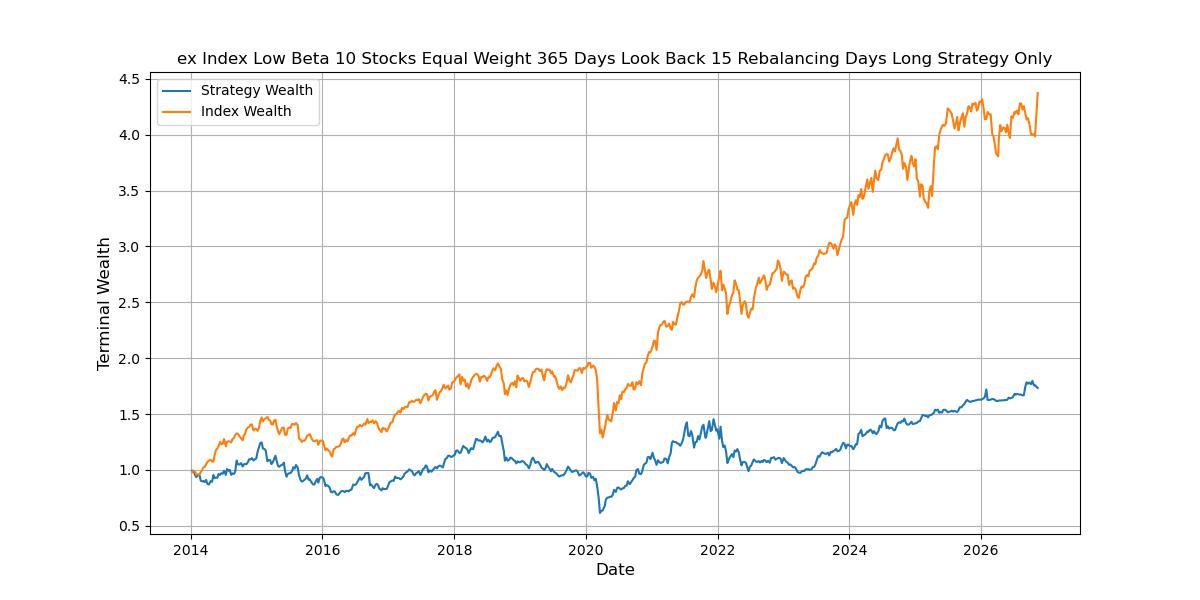 ex Index Low Beta 10 Stocks Equal Weight 365 Days Look Back 15 Rebalancing Days Long Strategy Only
Strategy Wealth
Index Wealth
Terminal Wealth
4.5
4.0
3.5
3.0
2.5
2.0
1.5
1.0
0.5
2014 2016 2018 2020 2022 2024 2026
Date